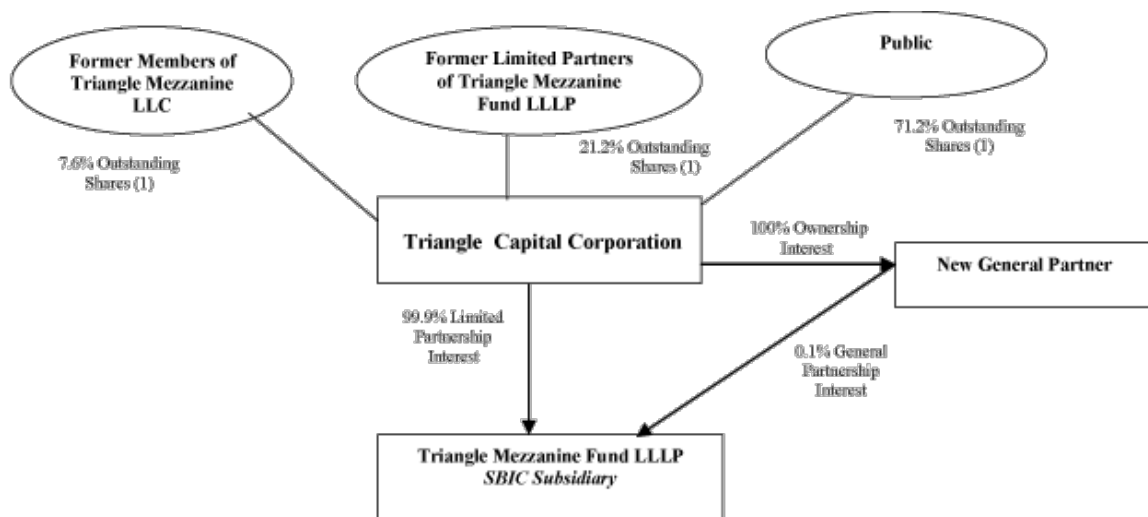 Former Members of
Triangle Mezzanine
LLC
Former Limited Partners
of Triangle Mezzanine
Fund LLLP
Public
7.6% Outstanding
Shares (1)
21.2% Outstanding
Shares (1)
71.2% Outstanding
Shares (1)
Triangle Capital Corporation
100% Ownership
Interest
New General Partner
99.9% Limited
Partnership
Interest
0.1% General
Partnership
Interest
Triangle Mezzanine Fund LLLP
SBIC Subsidiary